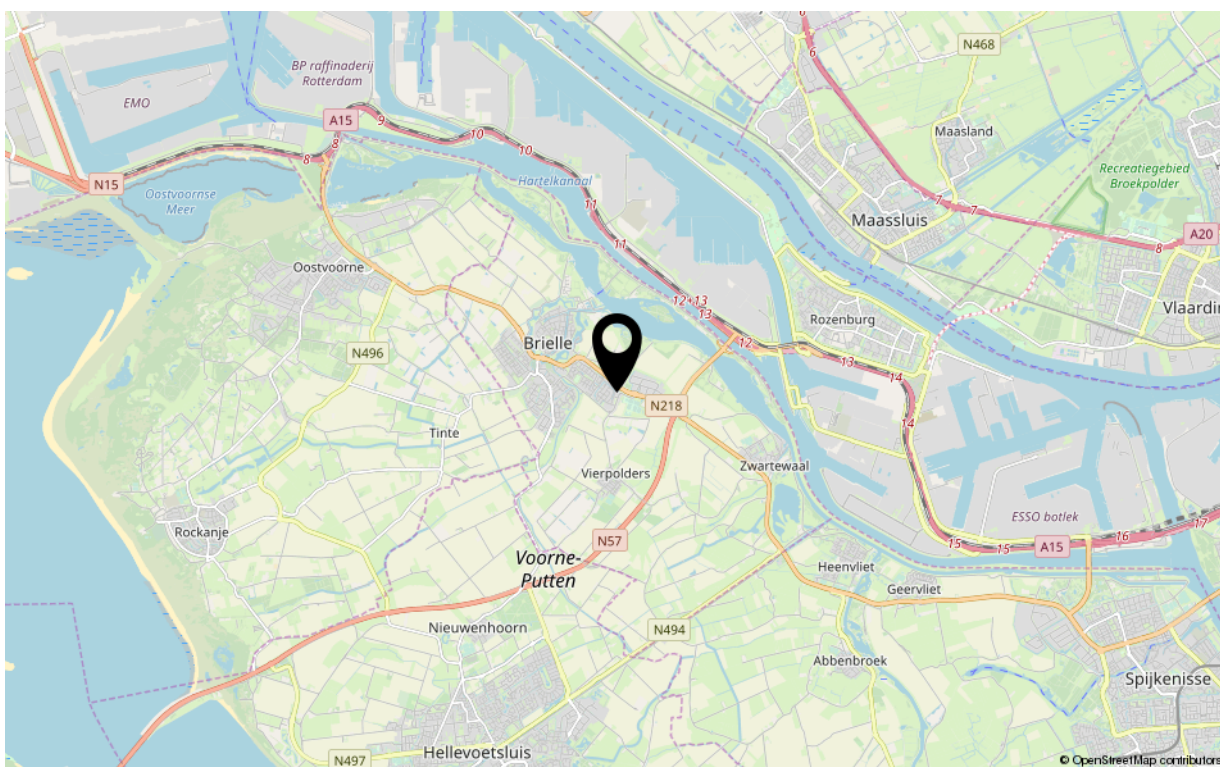 6
N468
BP raffinaderij
Rotterdam
EMO
A15
9
10
10
8
8
Maasland
N15
Oostvoornse
Meer
Hartelkanaal
11
11
Recreatiegebied
Broekpolder
7
7
Maassluis
8
A20
Oostvoorne
12+13
13
12
Rozenburg
Vlaardin
Brielle
N496
13
14
14
N218
Tinte
Vierpolders
Zwartewaal
Rockanje
ESSO botlek
N57
15
15
A15
16
17
Voorne-
Putten
Heenvliet
Geervliet
Nieuwenhoorn
N494
Abbenbroek
Spijkenisse
Hellevoetsluis
N497
© OpenStreetMap contributors